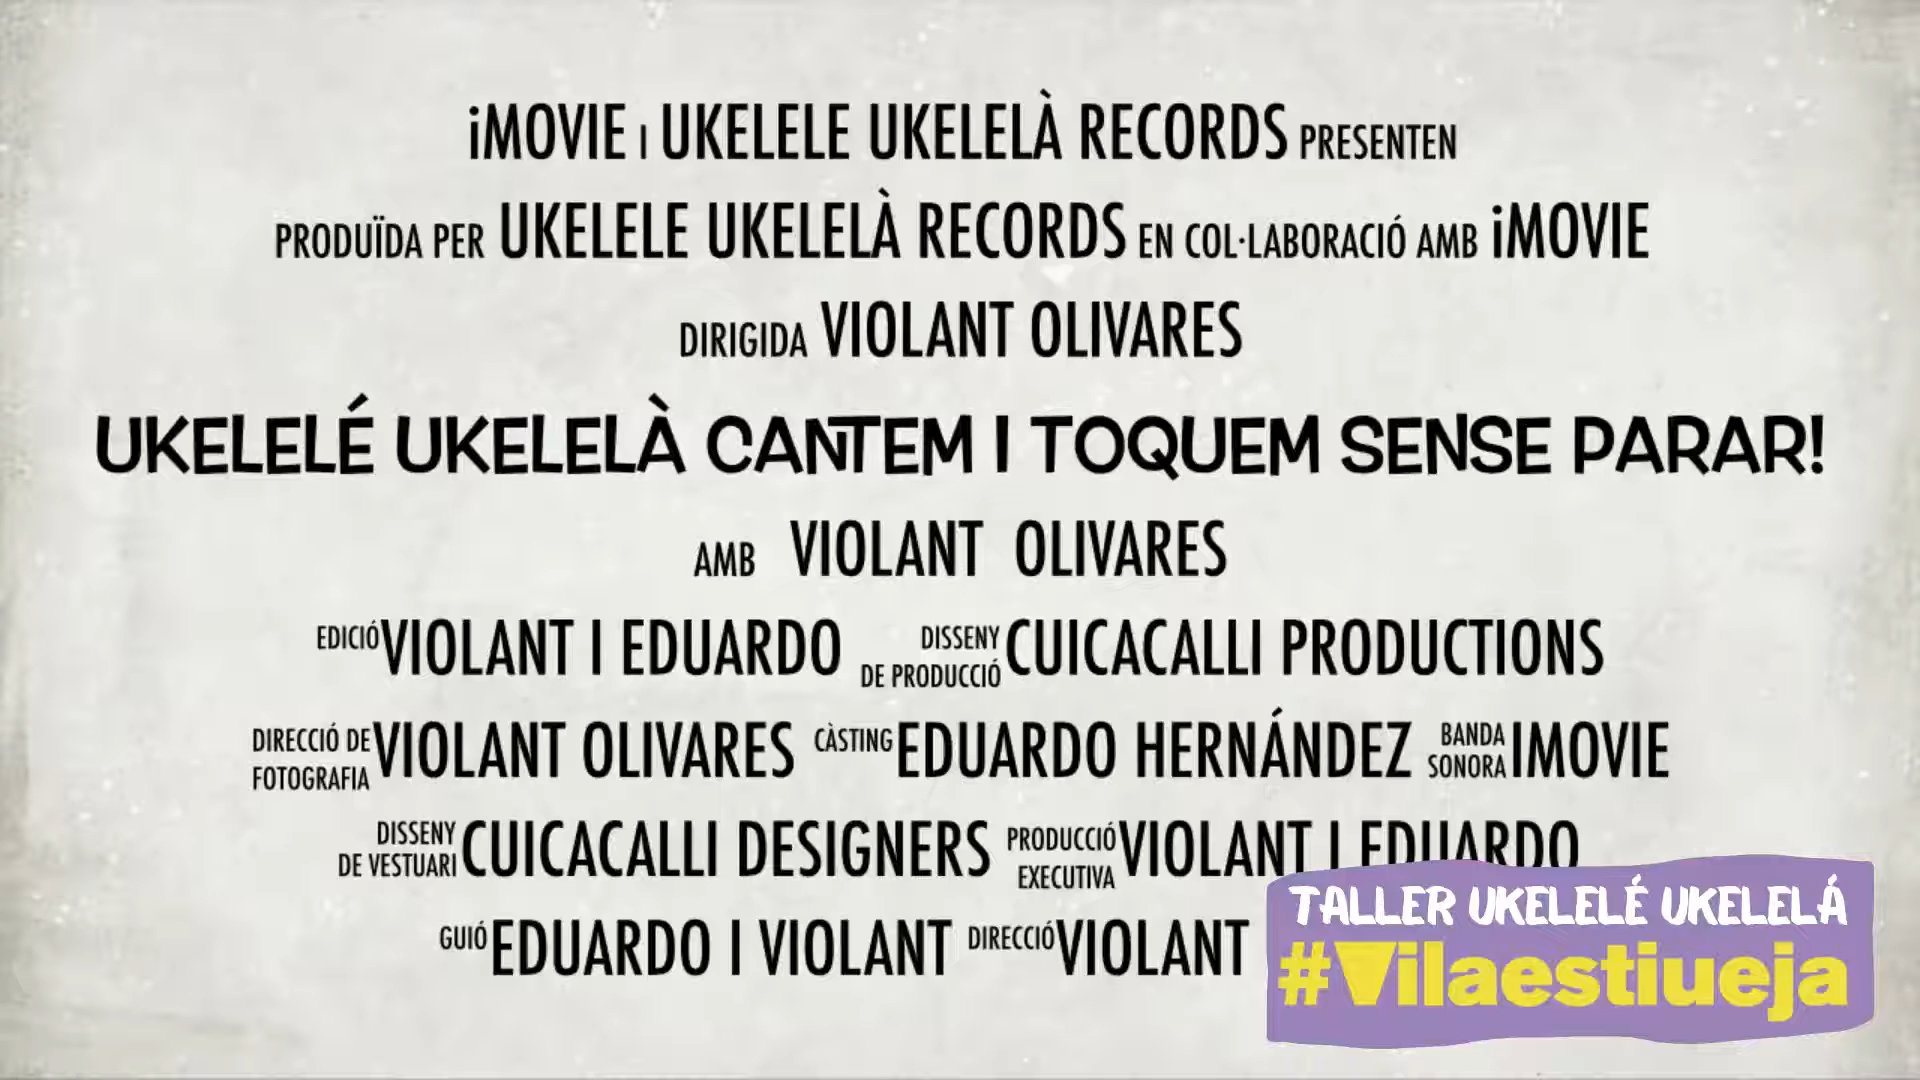 iMOVIE I UKELELE UKELELÀ RECORDS PRESENTEN
PRODUÏDA PER UKELELE UKELELÀ RECORDS EN COL·LABORACIÓ AMB iMOVIE
DIRIGIDA VIOLANT OLIVARES
UKELELÉ UKELELÀ CANTEM I TOQUEM SENSE PARAR!
AMB VIOLANT OLIVARES
EDICIÓ VIOLANT I EDUARDO DISSENY DE PRODUCCIÓ CUICACALLI PRODUCTIONS
DIRECCIÓ DE FOTOGRAFIA VIOLANT OLIVARES CÀSTING EDUARDO HERNÁNDEZ BANDA SONORA IMOVIE
DISSENY DE VESTUARI CUICACALLI DESIGNERS PRODUCCIÓ EXECUTIVA VIOLANT I EDUARDO
GUIÓ EDUARDO I VIOLANT DIRECCIÓ VIOLANT
TALLER UKELELÉ UKELELÁ
#Vilaestiueja